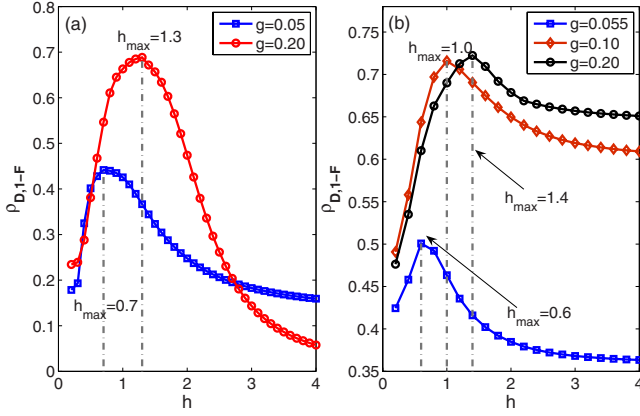 (a)
h_max=1.3
g=0.05
g=0.20
h_max=0.7
ρ_D,1−F
0.8
0.7
0.6
0.5
0.4
0.3
0.2
0.1
0
0 1 2 3 4
h
(b)
h_max=1.0
g=0.055
g=0.10
g=0.20
h_max=1.4
h_max=0.6
ρ_D,1−F
0.75
0.7
0.65
0.6
0.55
0.5
0.45
0.4
0.35
0 1 2 3 4
h